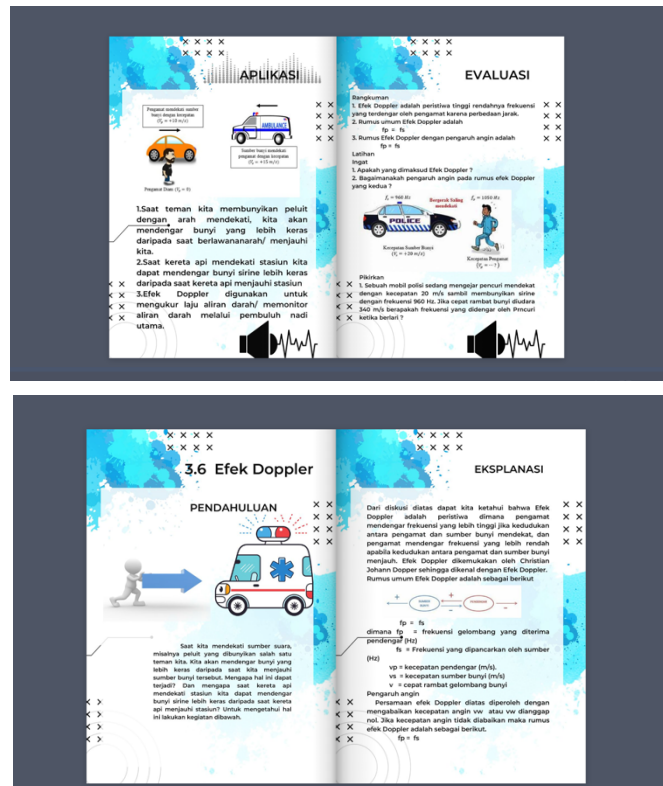 APLIKASI
Pengamat mendekati sumber
bunyi dengan kecepatan
AMBULANCE
Sumber bunyi mendekati
pengamat dengan kecepatan
Pengamat Diam
1.Saat teman kita membunyikan peluit
dengan arah mendekati, kita akan
mendengar bunyi yang lebih keras
daripada saat berlawananarah/ menjauhi
kita.
2.Saat kereta api mendekati stasiun kita
dapat mendengar bunyi sirine lebih keras
daripada saat kereta api menjauhi stasiun
3.Efek Doppler digunakan untuk
mengukur laju aliran darah/ memonitor
aliran darah melalui pembuluh nadi
utama.
EVALUASI
Rangkuman
1. Efek Doppler adalah peristiwa tinggi rendahnya frekuensi
yang terdengar oleh pengamat karena perbedaan jarak.
2. Rumus umum Efek Doppler adalah
fp = fs
3. Rumus Efek Doppler dengan pengaruh angin adalah
fp = fs
Latihan
Ingat
1. Apakah yang dimaksud Efek Doppler ?
2. Bagaimanakah pengaruh angin pada rumus efek Doppler
yang kedua ?
Bergerak Saling
mendekati
POLICE
Kecepatan Sumber Bunyi
Kecepatan Pengamat
Pikirkan
1. Sebuah mobil polisi sedang mengejar pencuri mendekat
dengan kecepatan 20 m/s sambil membunyikan sirine
dengan frekuensi 960 Hz. Jika cepat rambat bunyi diudara
340 m/s berapakah frekuensi yang didengar oleh Prncuri
ketika berlari ?
3.6 Efek Doppler
PENDAHULUAN
Saat kita mendekati sumber suara,
misalnya peluit yang dibunyikan salah satu
teman kita. Kita akan mendengar bunyi yang
lebih keras daripada saat kita menjauhi
sumber bunyi tersebut. Mengapa hal ini dapat
terjadi? Dan mengapa saat kereta api
mendekati stasiun kita dapat mendengar
bunyi sirine lebih keras daripada saat kereta
api menjauhi stasiun? Untuk mengetahui hal
ini lakukan kegiatan dibawah.
EKSPLANASI
Dari diskusi diatas dapat kita ketahui bahwa Efek
Doppler adalah peristiwa dimana pengamat
mendengar frekuensi yang lebih tinggi jika kedudukan
antara pengamat dan sumber bunyi mendekat, dan
pengamat mendengar frekuensi yang lebih rendah
apabila kedudukan antara pengamat dan sumber bunyi
menjauh. Efek Doppler dikemukakan oleh Christian
Johann Dopper sehingga dikenal dengan Efek Doppler.
Rumus umum Efek Doppler adalah sebagai berikut
fp = fs
dimana fp = frekuensi gelombang yang diterima
pendengar (Hz)
fs = Frekuensi yang dipancarkan oleh sumber
(Hz)
vp = kecepatan pendengar (m/s).
vs = kecepatan sumber bunyi (m/s)
v = cepat rambat gelombang bunyi
Pengaruh angin
Persamaan efek Doppler diatas diperoleh dengan
mengabaikan kecepatan angin vw atau vw dianggap
nol. Jika kecepatan angin tidak diabaikan maka rumus
efek Doppler adalah sebagai berikut.
fp = fs